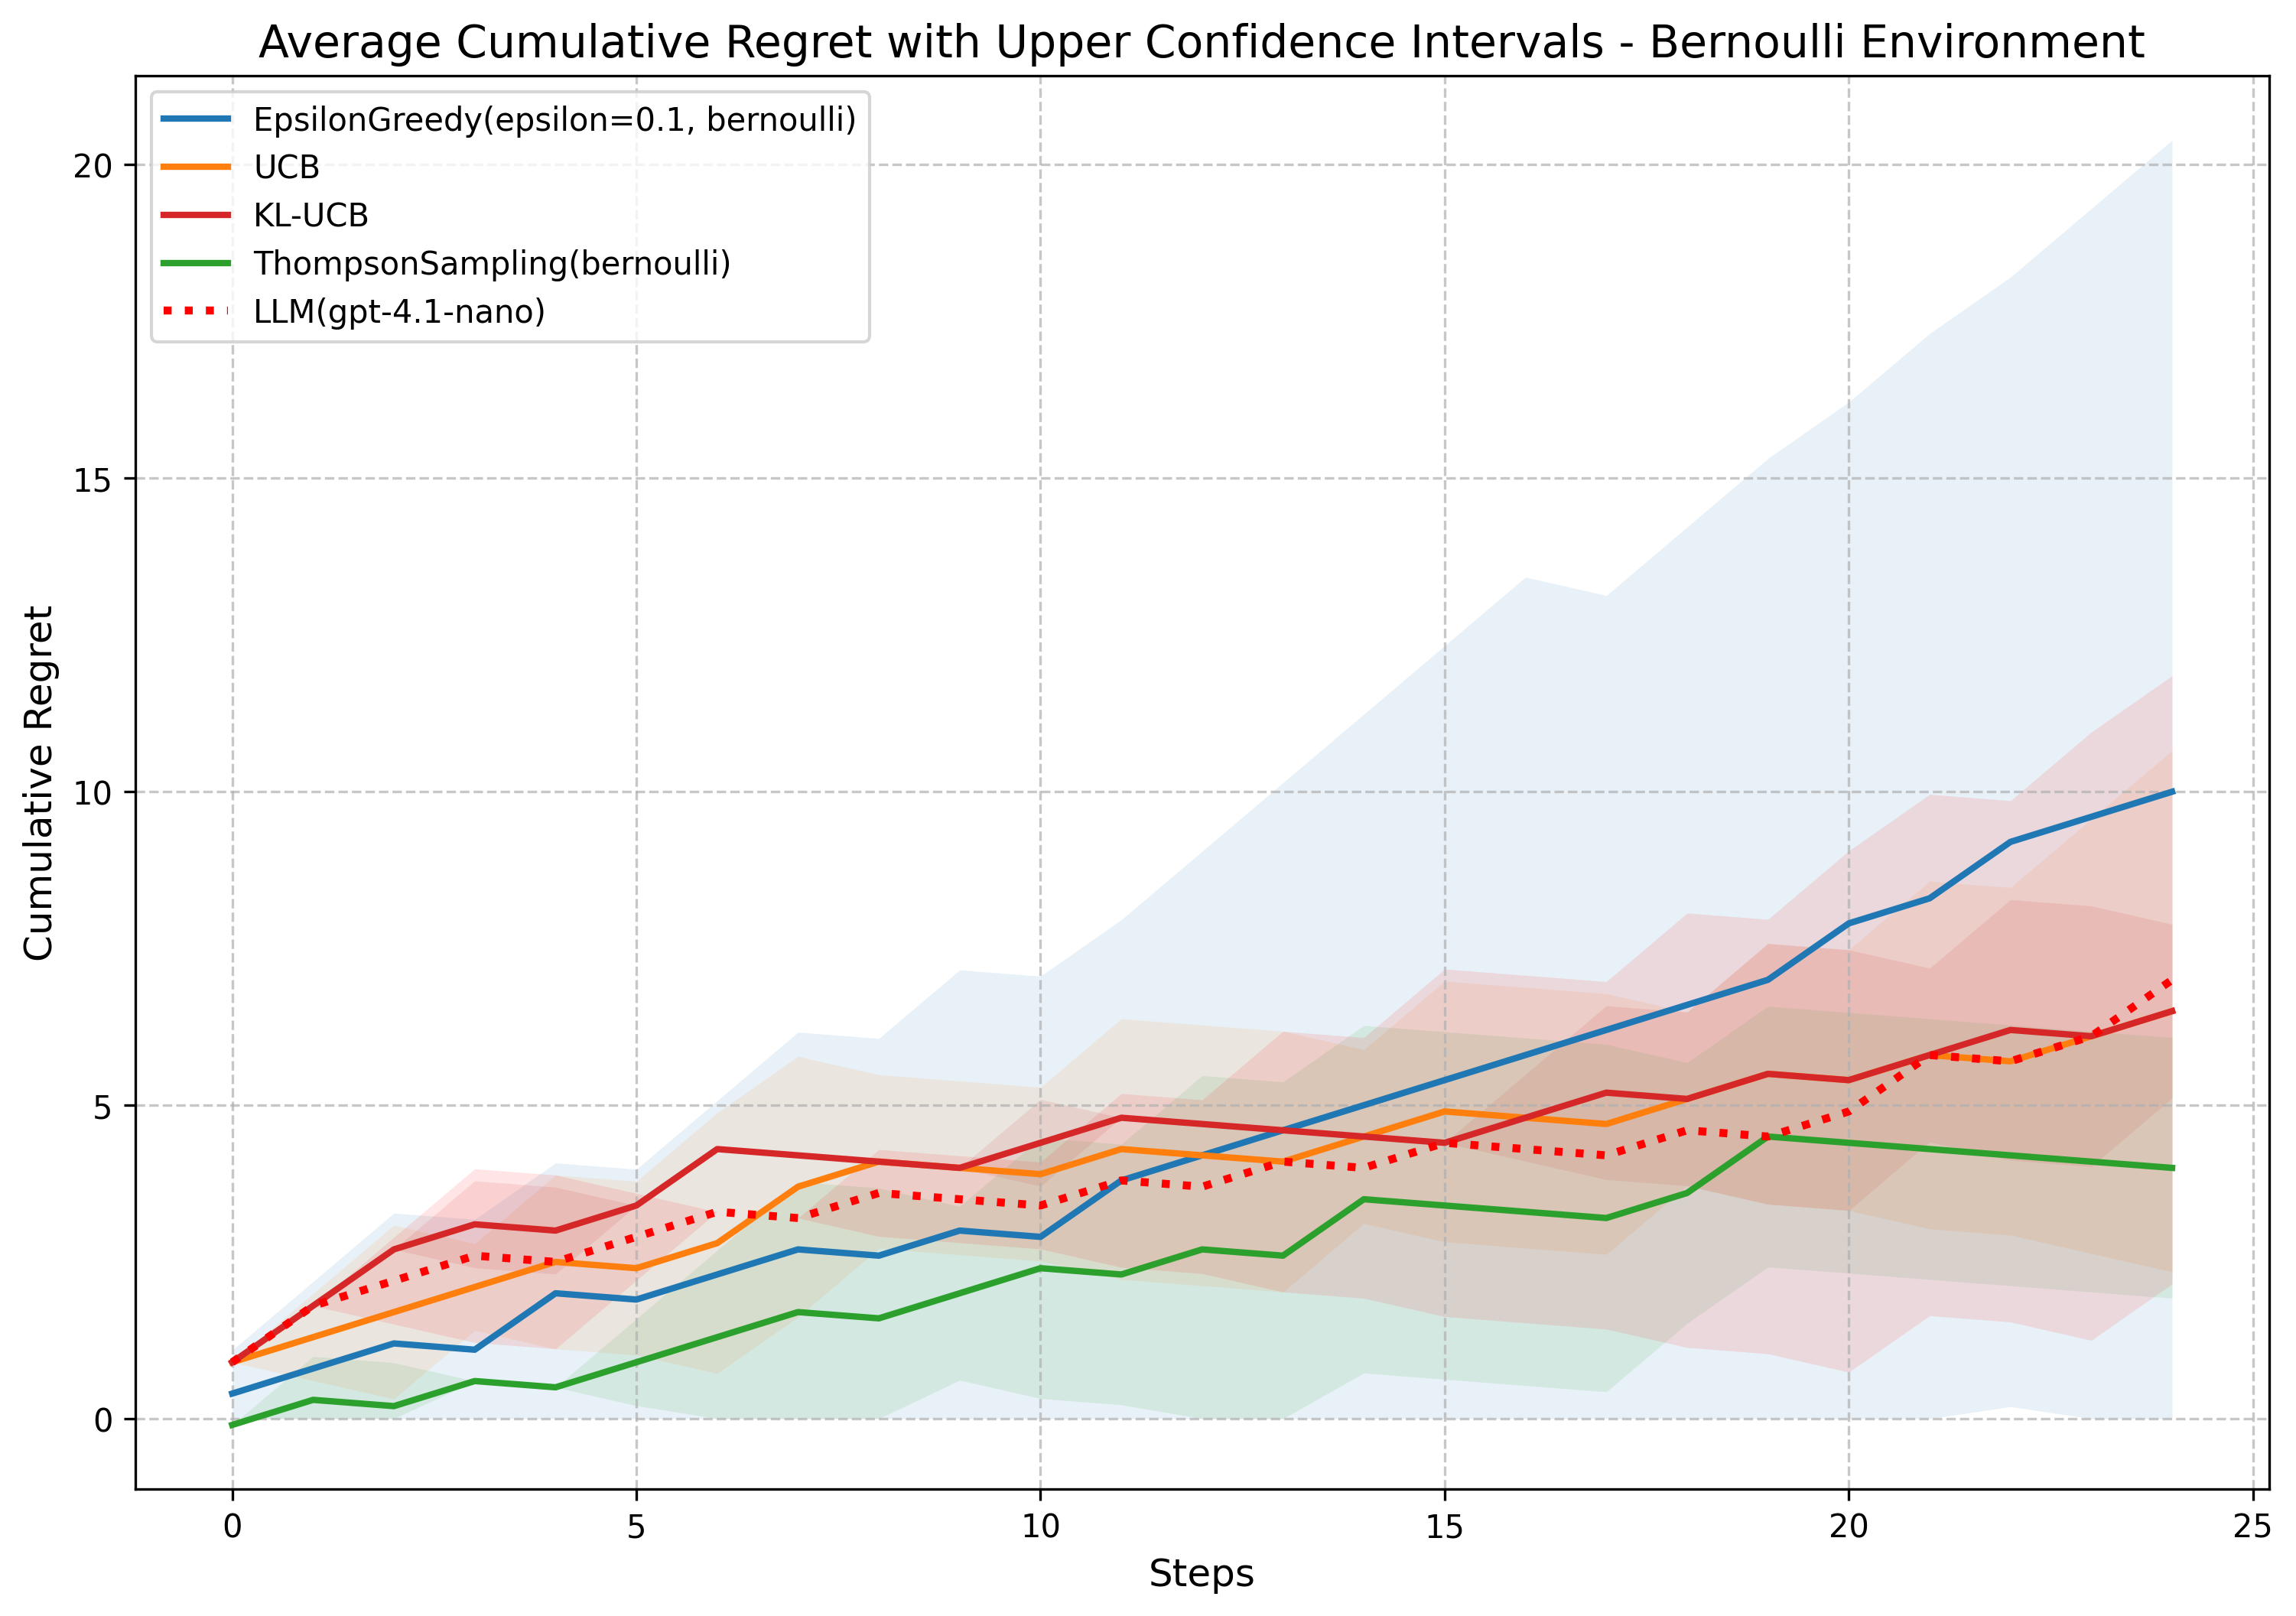 Average Cumulative Regret with Upper Confidence Intervals - Bernoulli Environment
EpsilonGreedy(epsilon=0.1, bernoulli)
UCB
KL-UCB
ThompsonSampling(bernoulli)
LLM(gpt-4.1-nano)
20
15
10
5
0
Cumulative Regret
0 5 10 15 20 25
Steps